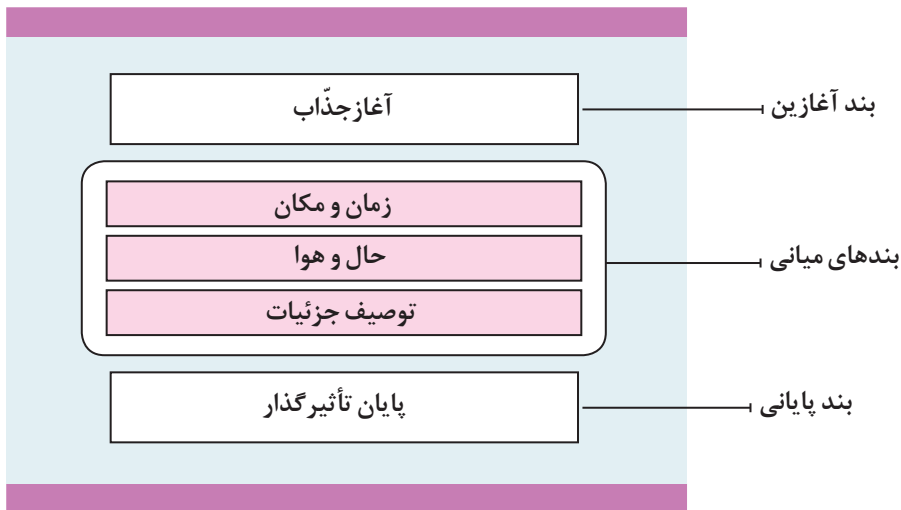 بند آغازین
آغاز جذّاب
بندهای میانی
زمان و مکان
حال و هوا
توصیف جزئیات
بند پایانی
پایان تأثیرگذار